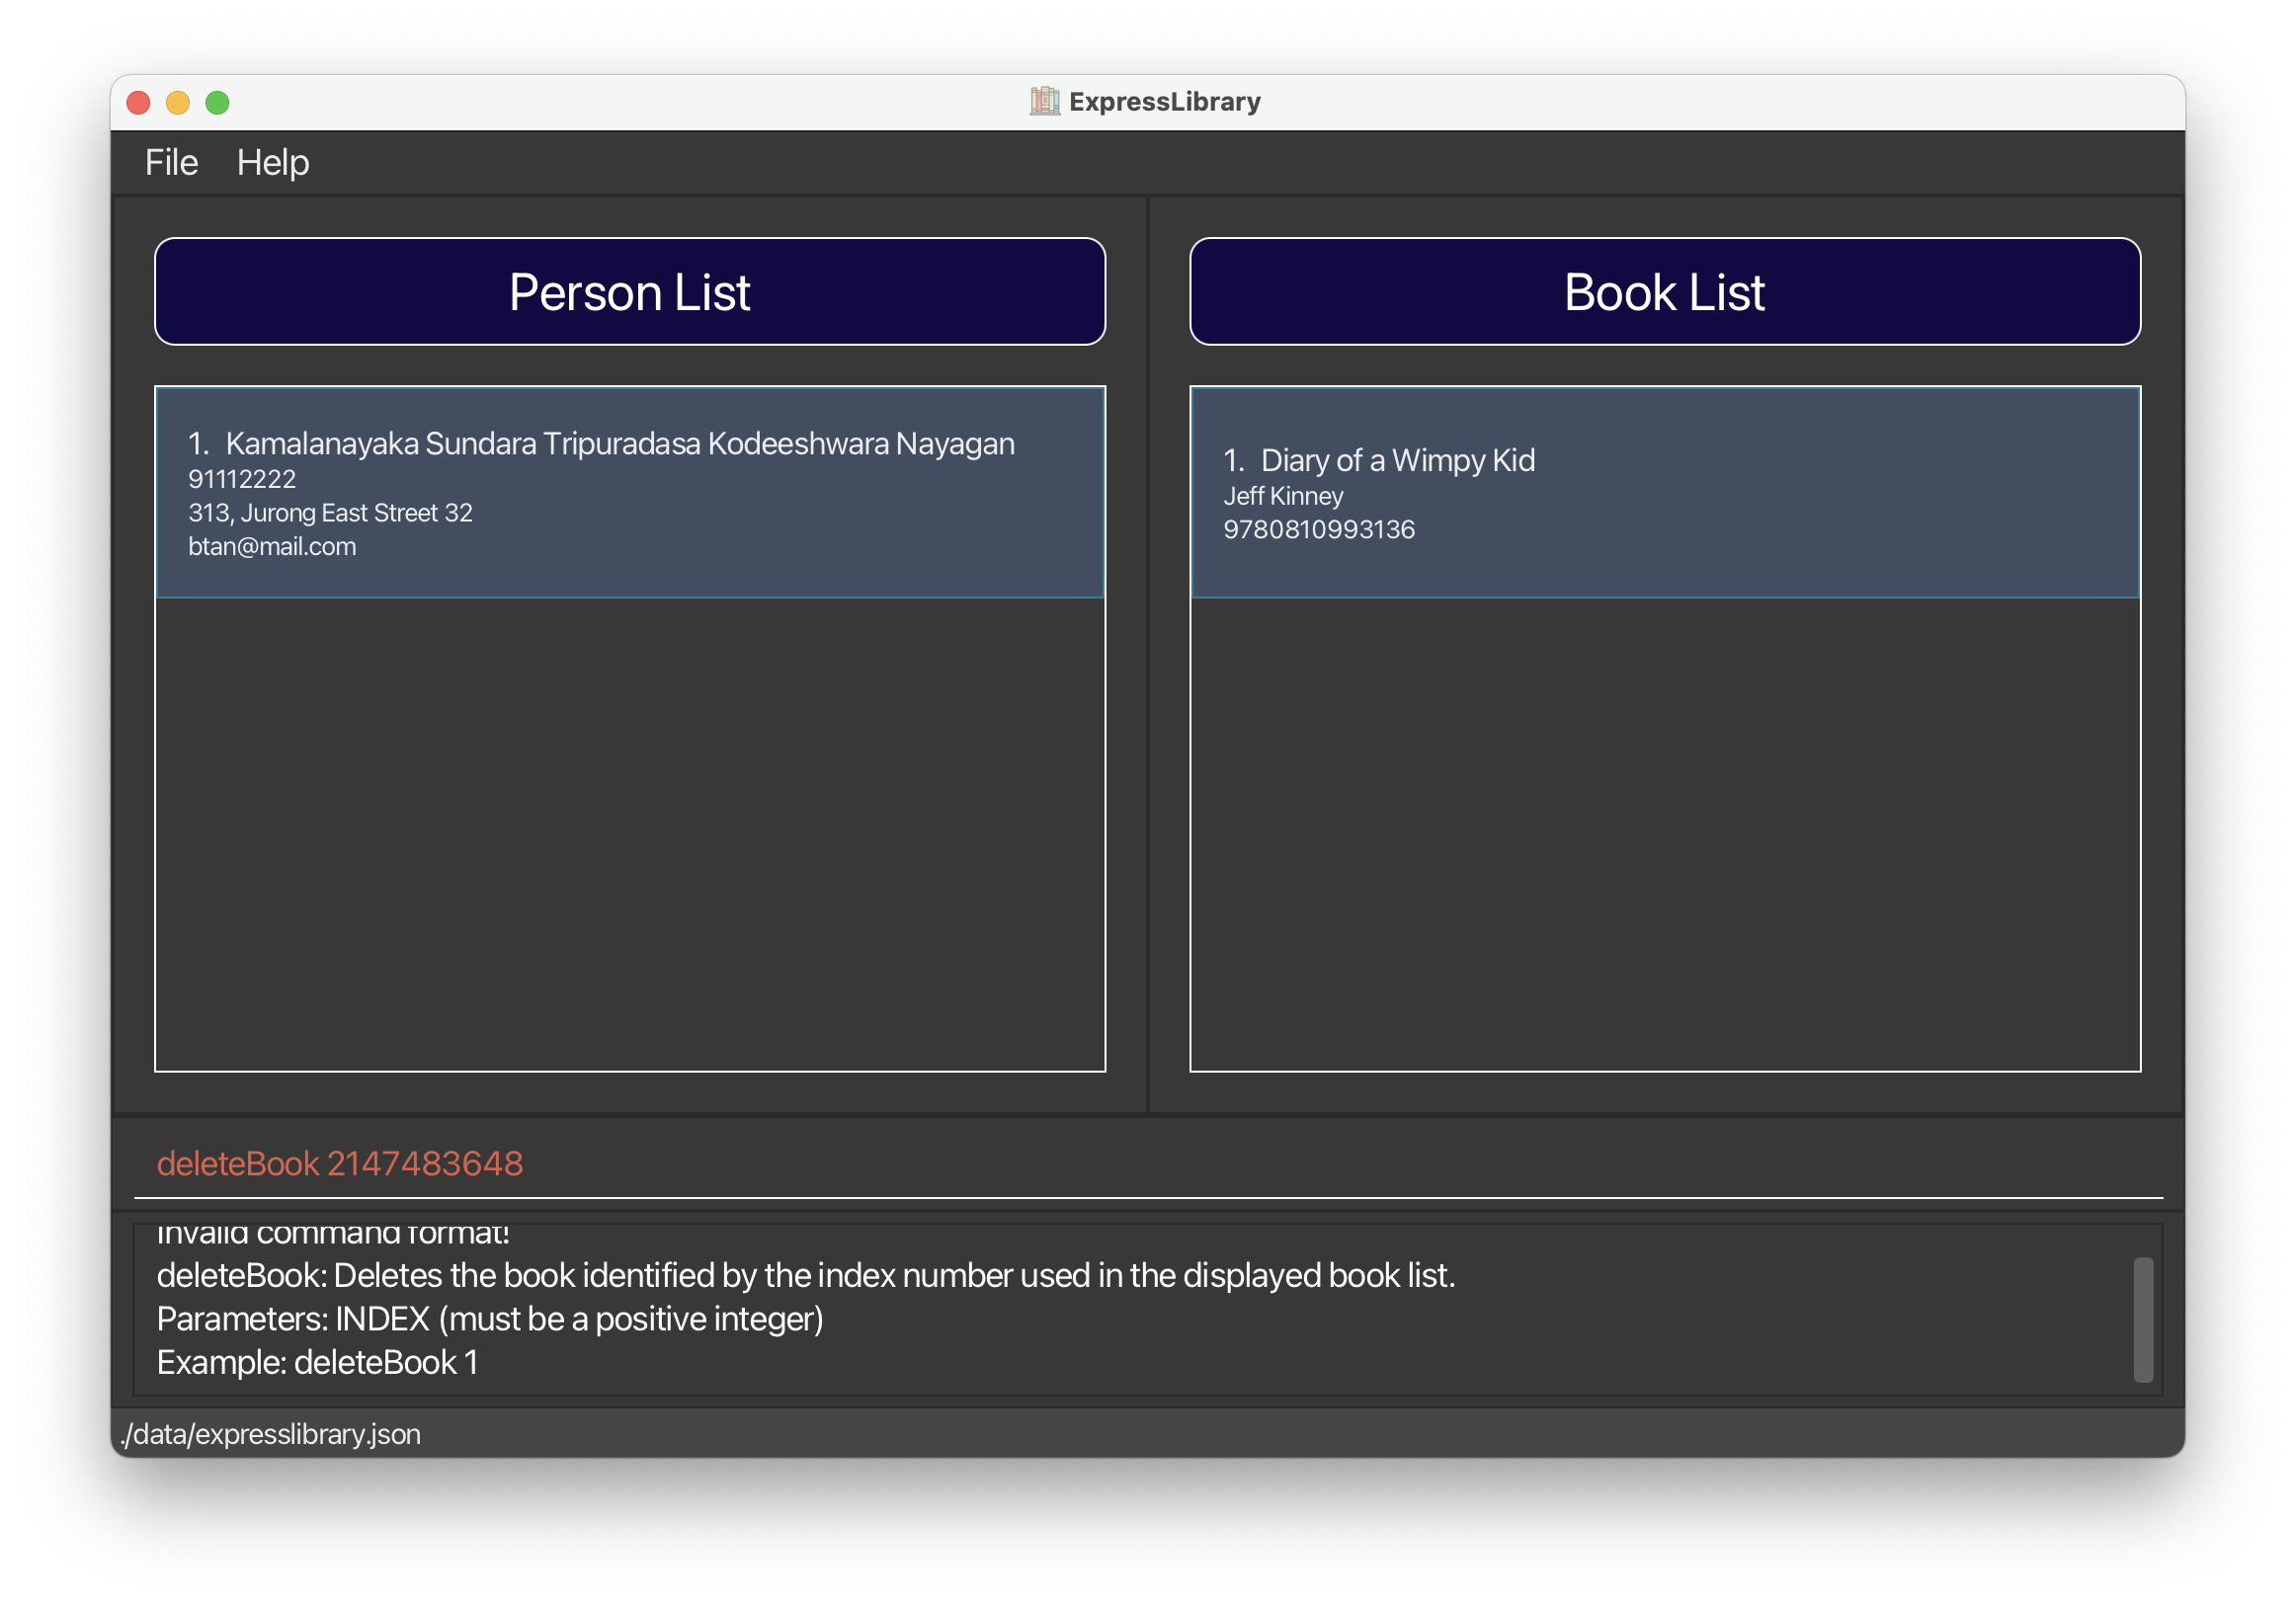 ExpressLibrary
File Help
Person List
1. Kamalanayaka Sundara Tripuradasa Kodeeshwara Nayagan
91112222
313, Jurong East Street 32
btan@mail.com
Book List
1. Diary of a Wimpy Kid
Jeff Kinney
9780810993136
deleteBook 2147483648
Invalid command format!
deleteBook: Deletes the book identified by the index number used in the displayed book list.
Parameters: INDEX (must be a positive integer)
Example: deleteBook 1
./data/expresslibrary.json